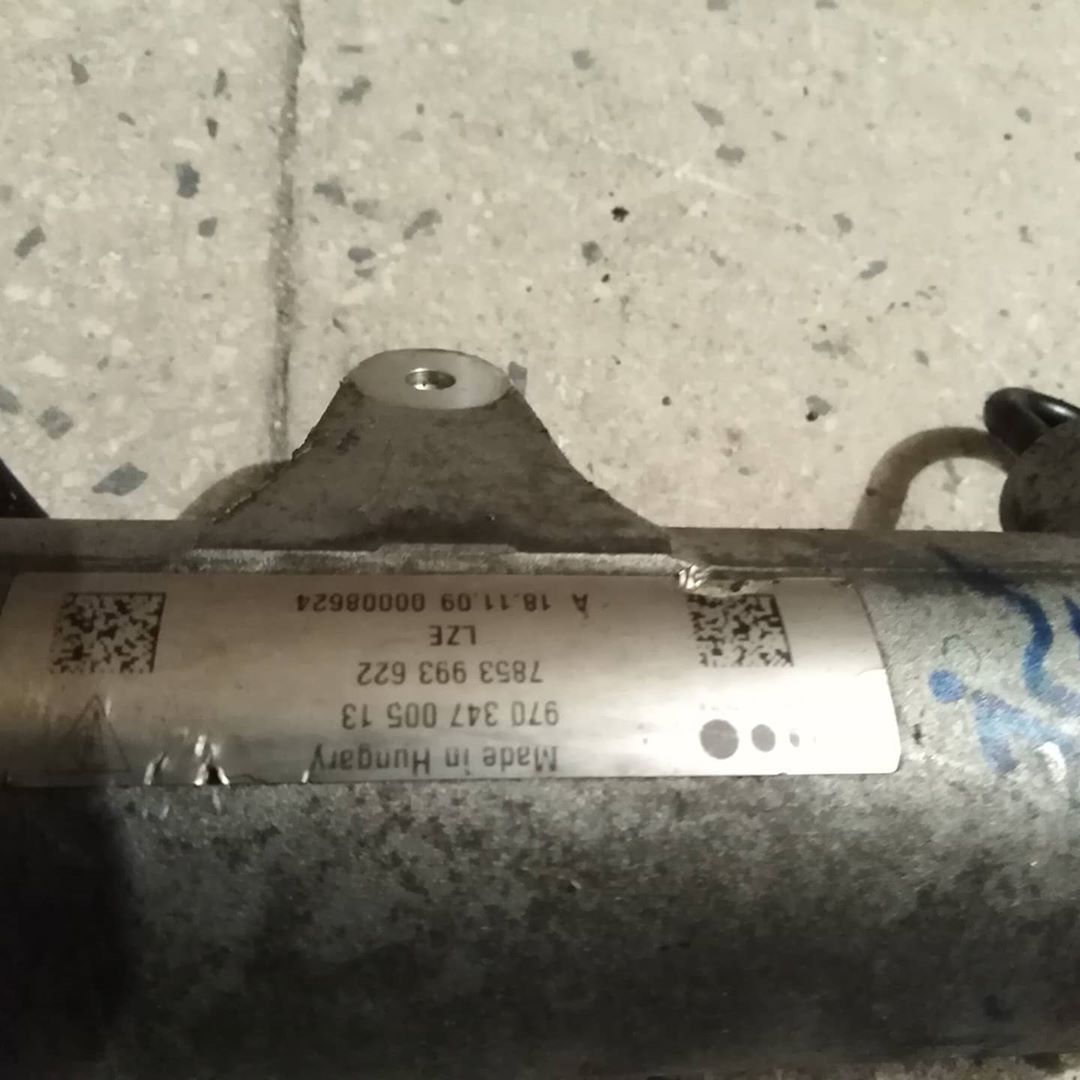 Made in Hungary
970 347 005 13
7853 993 622
LZE
A 18.11.09 00008624